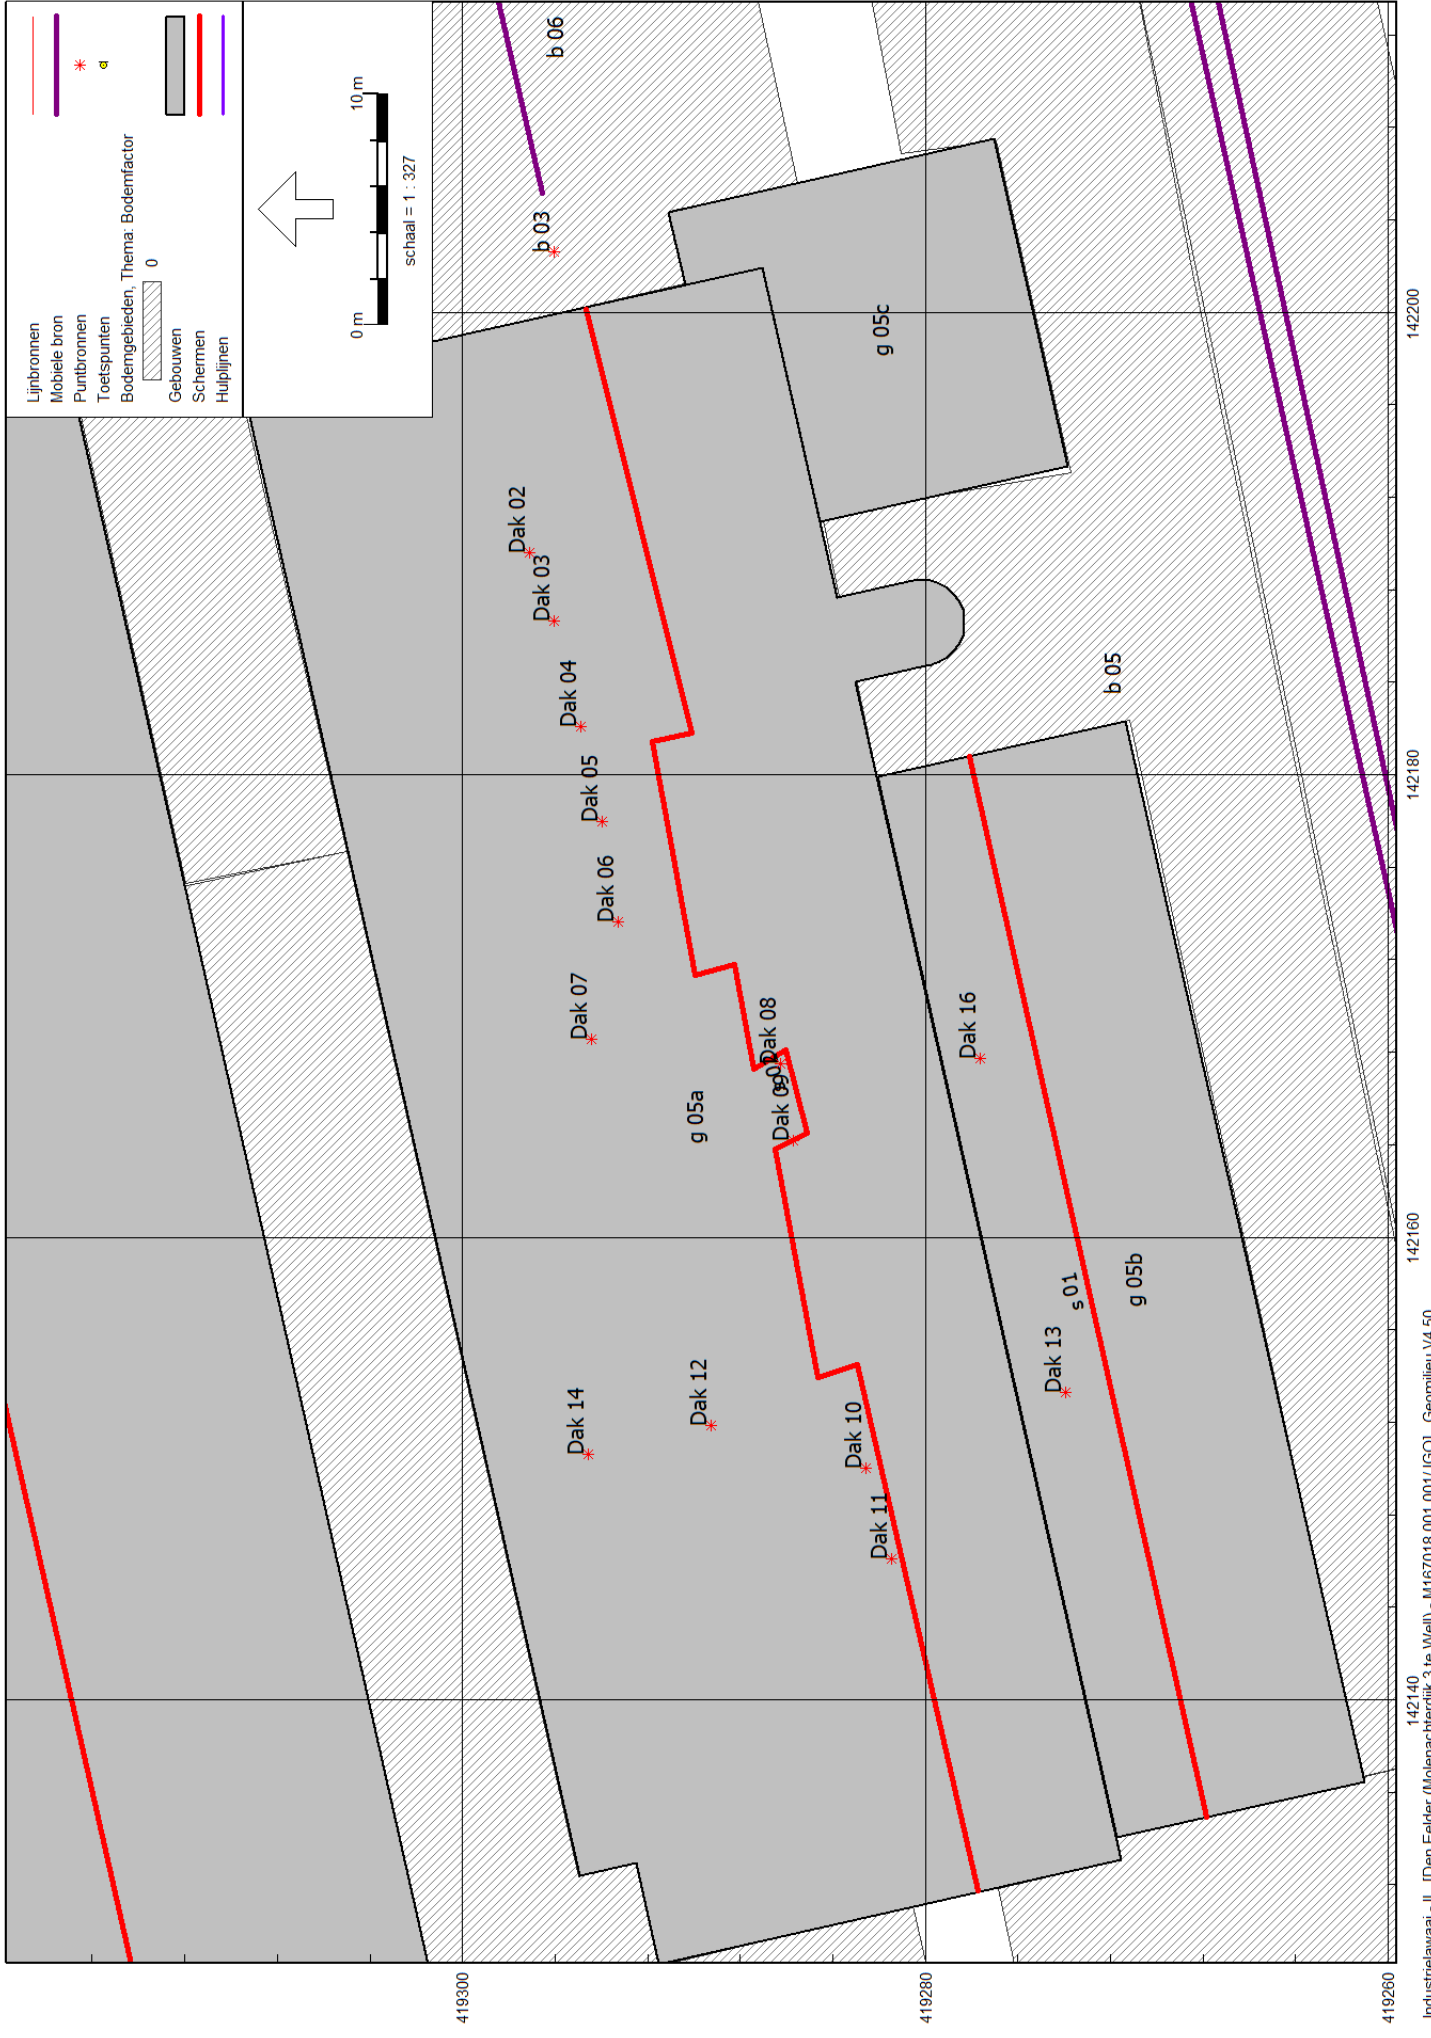 Lijnbronnen
Mobiele bron
Puntbronnen
Toetspunten
Bodemgebieden, Thema: Bodemfactor
0
Gebouwen
Schermen
Hulplijnen
0 m
10 m
schaal = 1 : 327
b 06
b 03
g 05c
Dak 02
Dak 03
Dak 04
Dak 05
Dak 06
Dak 07
Dak 08
Dak 09
g 05a
b 05
Dak 16
s 01
g 05b
Dak 13
Dak 14
Dak 12
Dak 10
Dak 11
419300
419280
419260
142140
142160
142180
142200